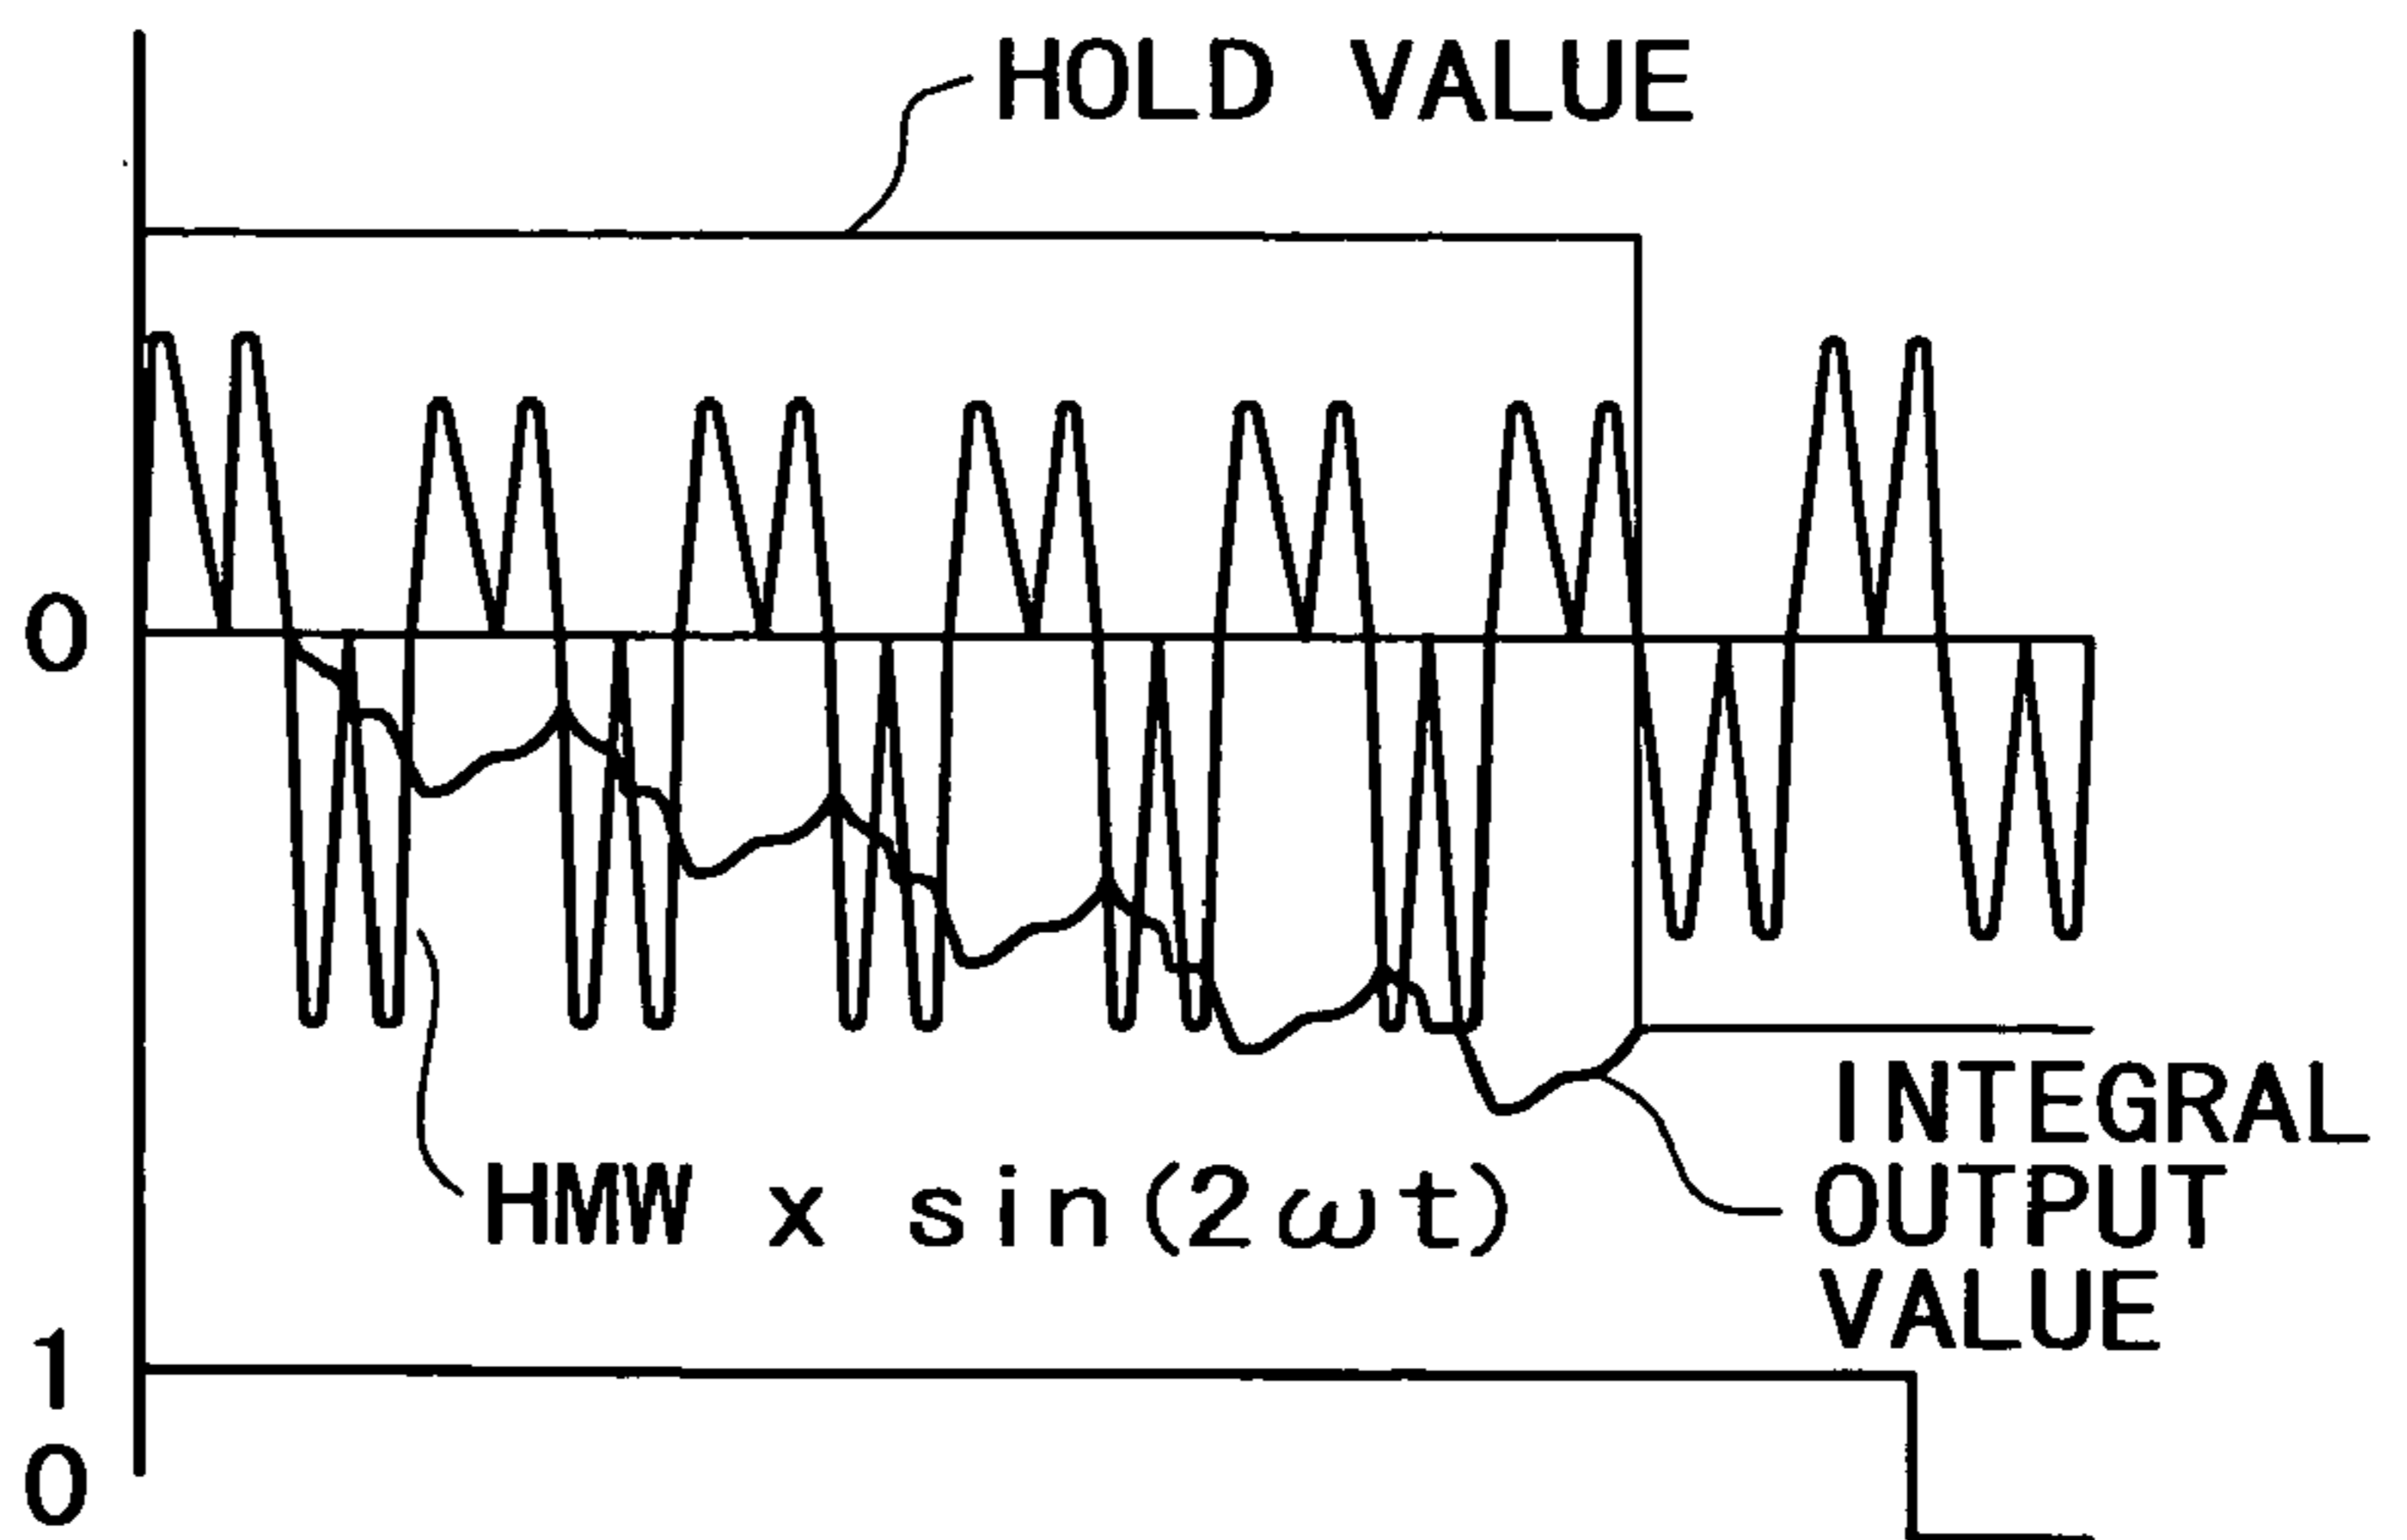 HOLD VALUE
0
INTEGRAL
OUTPUT
VALUE
HMW x sin(2ωt)
1
0